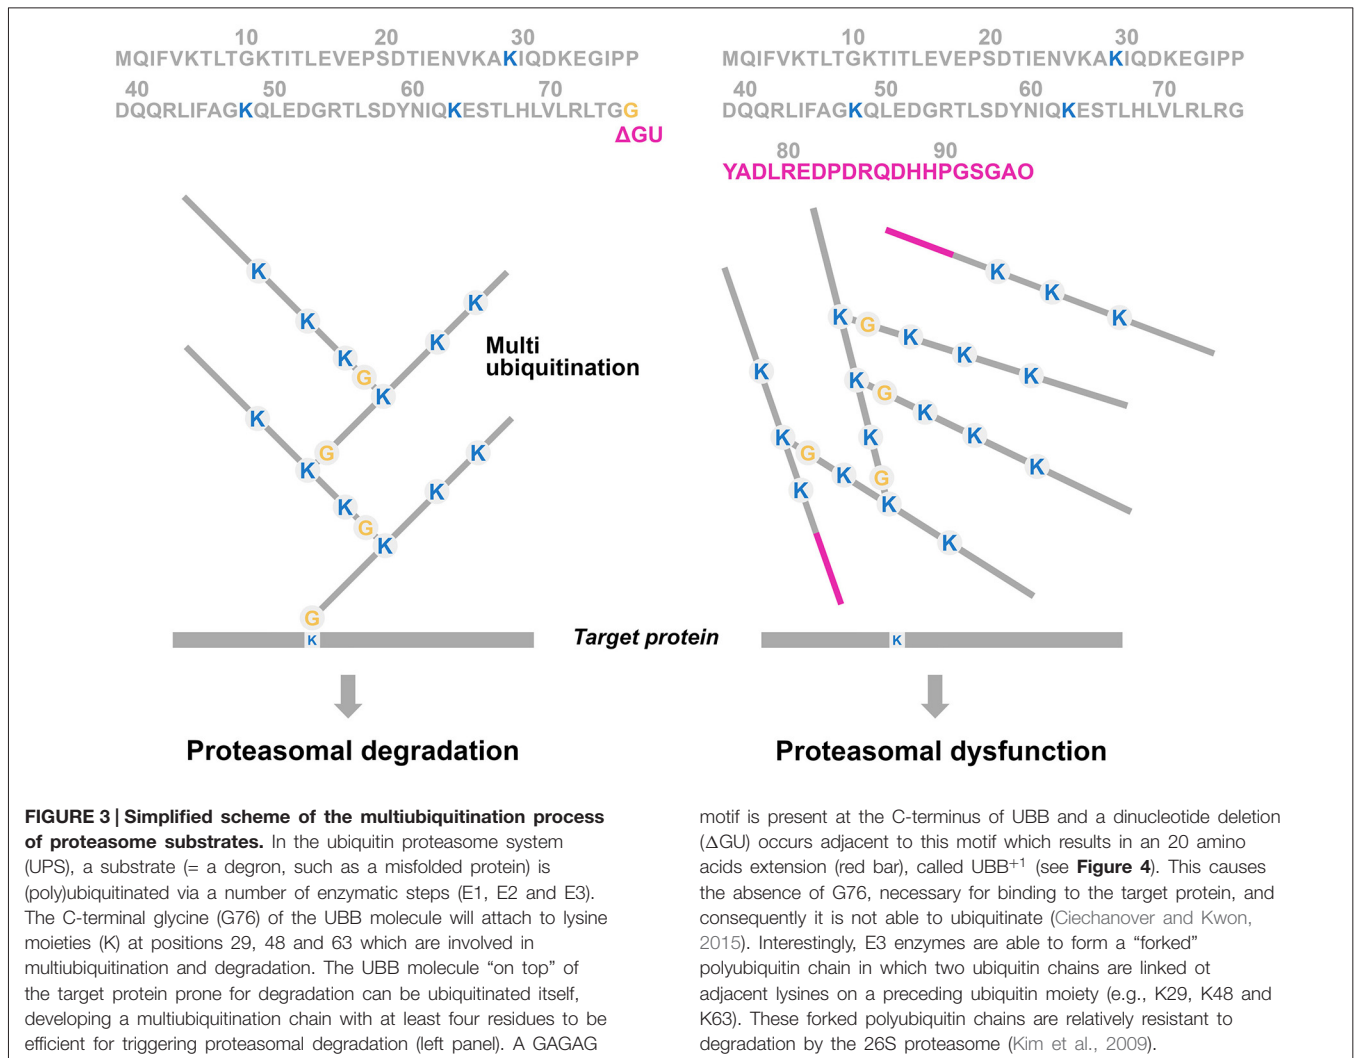 10 20 30
MQIFVKTLTGKTITLEVEPSDTIENVKAKIQDKEGIPP
40 50 60 70
DQQRLIFAGKQLEDGRTLSDYNIQKESTLHLVLRLTGG
ΔGU
10 20 30
MQIFVKTLTGKTITLEVEPSDTIENVKAKIQDKEGIPP
40 50 60 70
DQQRLIFAGKQLEDGRTLSDYNIQKESTLHLVLRLRG
80 90
YADLREDPDRQDHHPGSGAO
K
K
K
G
K
K
K
Multi
ubiquitination
G
K
K
K
G
K
K
K
G
K
K
K
K
K
G
K
K
K
K
G
K
K
K
K
G
K
K
G
K
K
K
K
Target protein
K
Proteasomal degradation
Proteasomal dysfunction
FIGURE 3 | Simplified scheme of the multiubiquitination process
of proteasome substrates. In the ubiquitin proteasome system
(UPS), a substrate (= a degron, such as a misfolded protein) is
(poly)ubiquitinated via a number of enzymatic steps (E1, E2 and E3).
The C-terminal glycine (G76) of the UBB molecule will attach to lysine
moieties (K) at positions 29, 48 and 63 which are involved in
multiubiquitination and degradation. The UBB molecule “on top” of
the target protein prone for degradation can be ubiquitinated itself,
developing a multiubiquitination chain with at least four residues to be
efficient for triggering proteasomal degradation (left panel). A GAGAG
motif is present at the C-terminus of UBB and a dinucleotide deletion
(ΔGU) occurs adjacent to this motif which results in an 20 amino
acids extension (red bar), called UBB+1 (see Figure 4). This causes
the absence of G76, necessary for binding to the target protein, and
consequently it is not able to ubiquitinate (Ciechanover and Kwon,
2015). Interestingly, E3 enzymes are able to form a “forked”
polyubiquitin chain in which two ubiquitin chains are linked ot
adjacent lysines on a preceding ubiquitin moiety (e.g., K29, K48 and
K63). These forked polyubiquitin chains are relatively resistant to
degradation by the 26S proteasome (Kim et al., 2009).